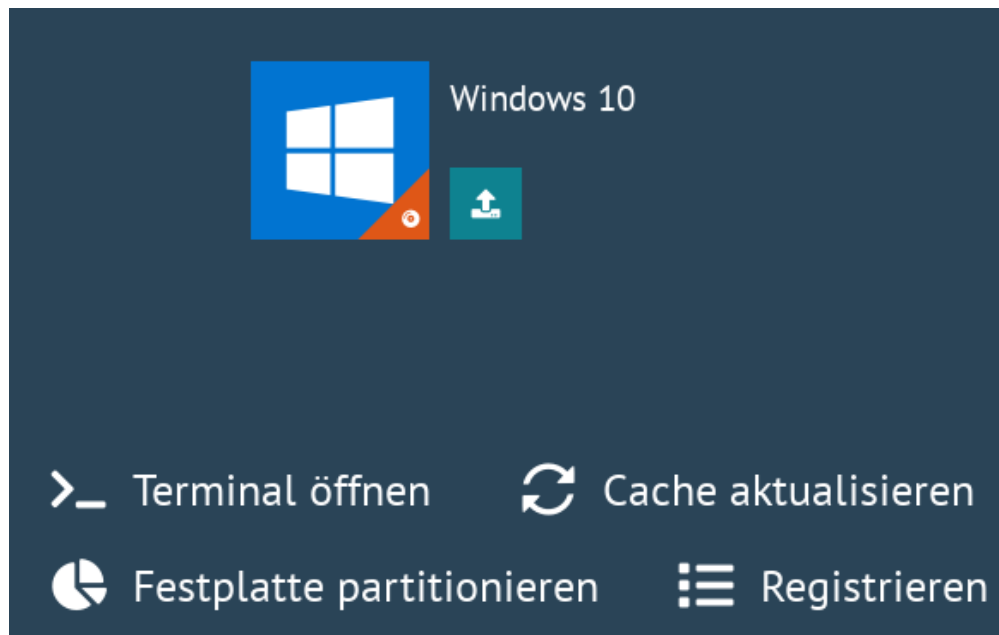 Windows 10
Terminal öffnen
Cache aktualisieren
Festplatte partitionieren
Registrieren